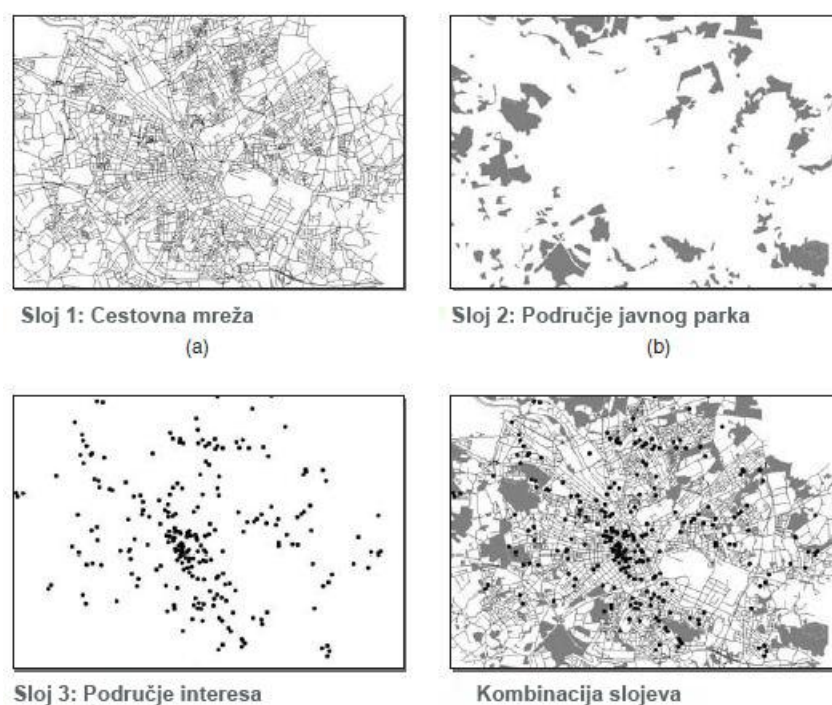 Sloj 1: Cestovna mreža
(a)
Sloj 2: Područje javnog parka
(b)
Sloj 3: Područje interesa
Kombinacija slojeva